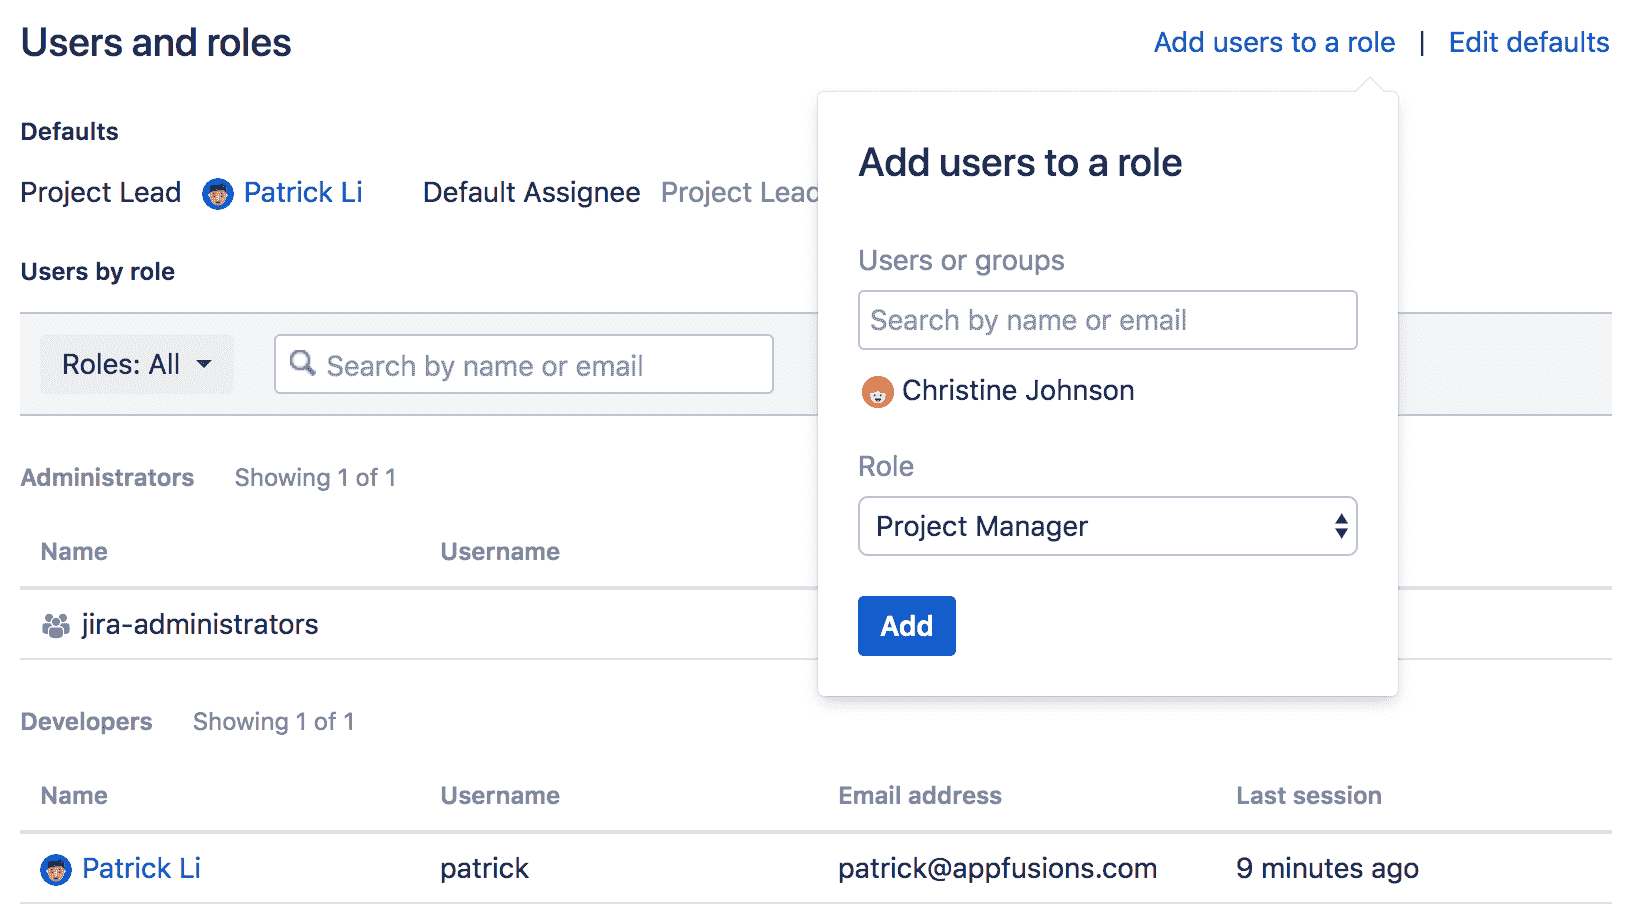 Users and roles
Add users to a role | Edit defaults
Defaults
Project Lead Patrick Li Default Assignee Project Lead
Users by role
Roles: All Search by name or email
Administrators Showing 1 of 1
Name Username
jira-administrators
Add users to a role
Users or groups
Search by name or email
Christine Johnson
Role
Project Manager
Add
Developers Showing 1 of 1
Name Username Email address Last session
Patrick Li patrick patrick@appfusions.com 9 minutes ago